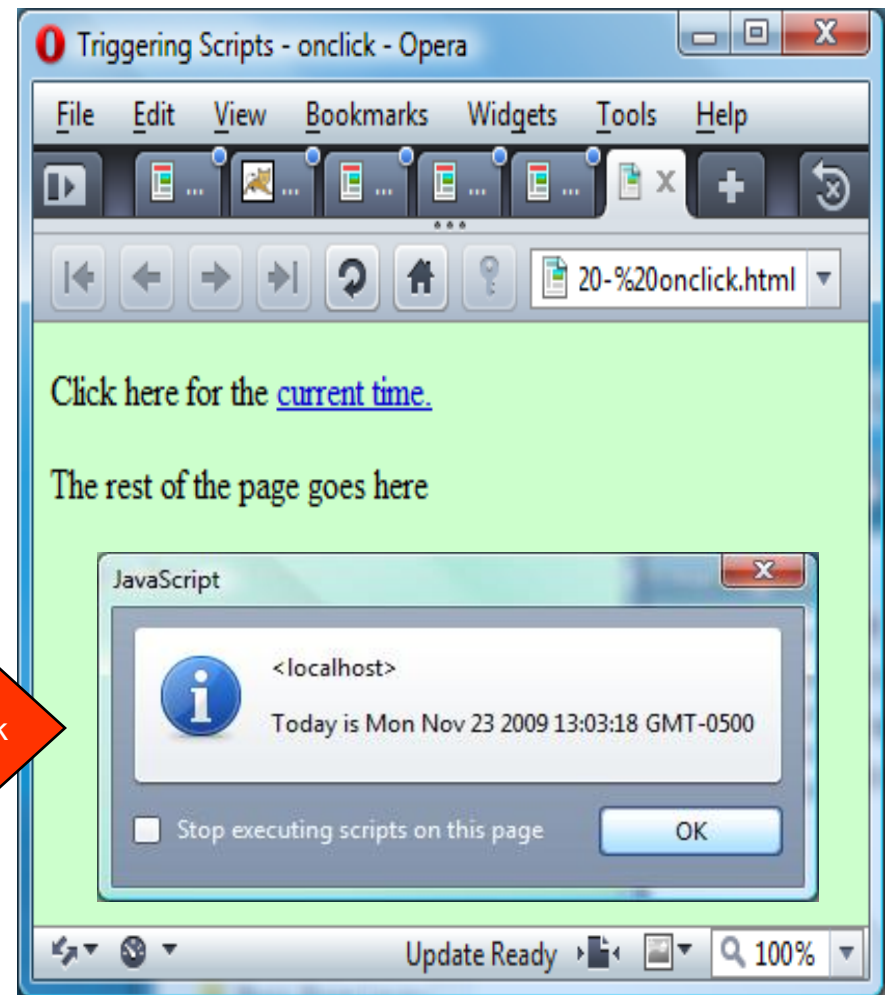 Triggering Scripts - onclick - Opera
File Edit View Bookmarks Widgets Tools Help
... ... ... ... ...
20-%20onclick.html
Click here for the current time.
The rest of the page goes here
JavaScript
<localhost>
Today is Mon Nov 23 2009 13:03:18 GMT-0500
Stop executing scripts on this page
OK
Update Ready
100%